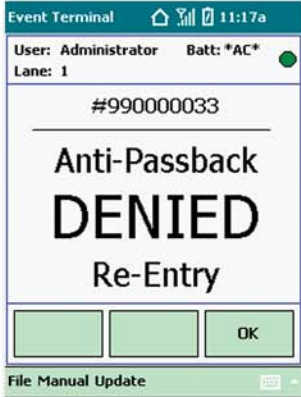 Event Terminal 11:17a
User: Administrator Batt: *AC*
Lane: 1
#990000033
Anti-Passback
DENIED
Re-Entry
OK
File Manual Update